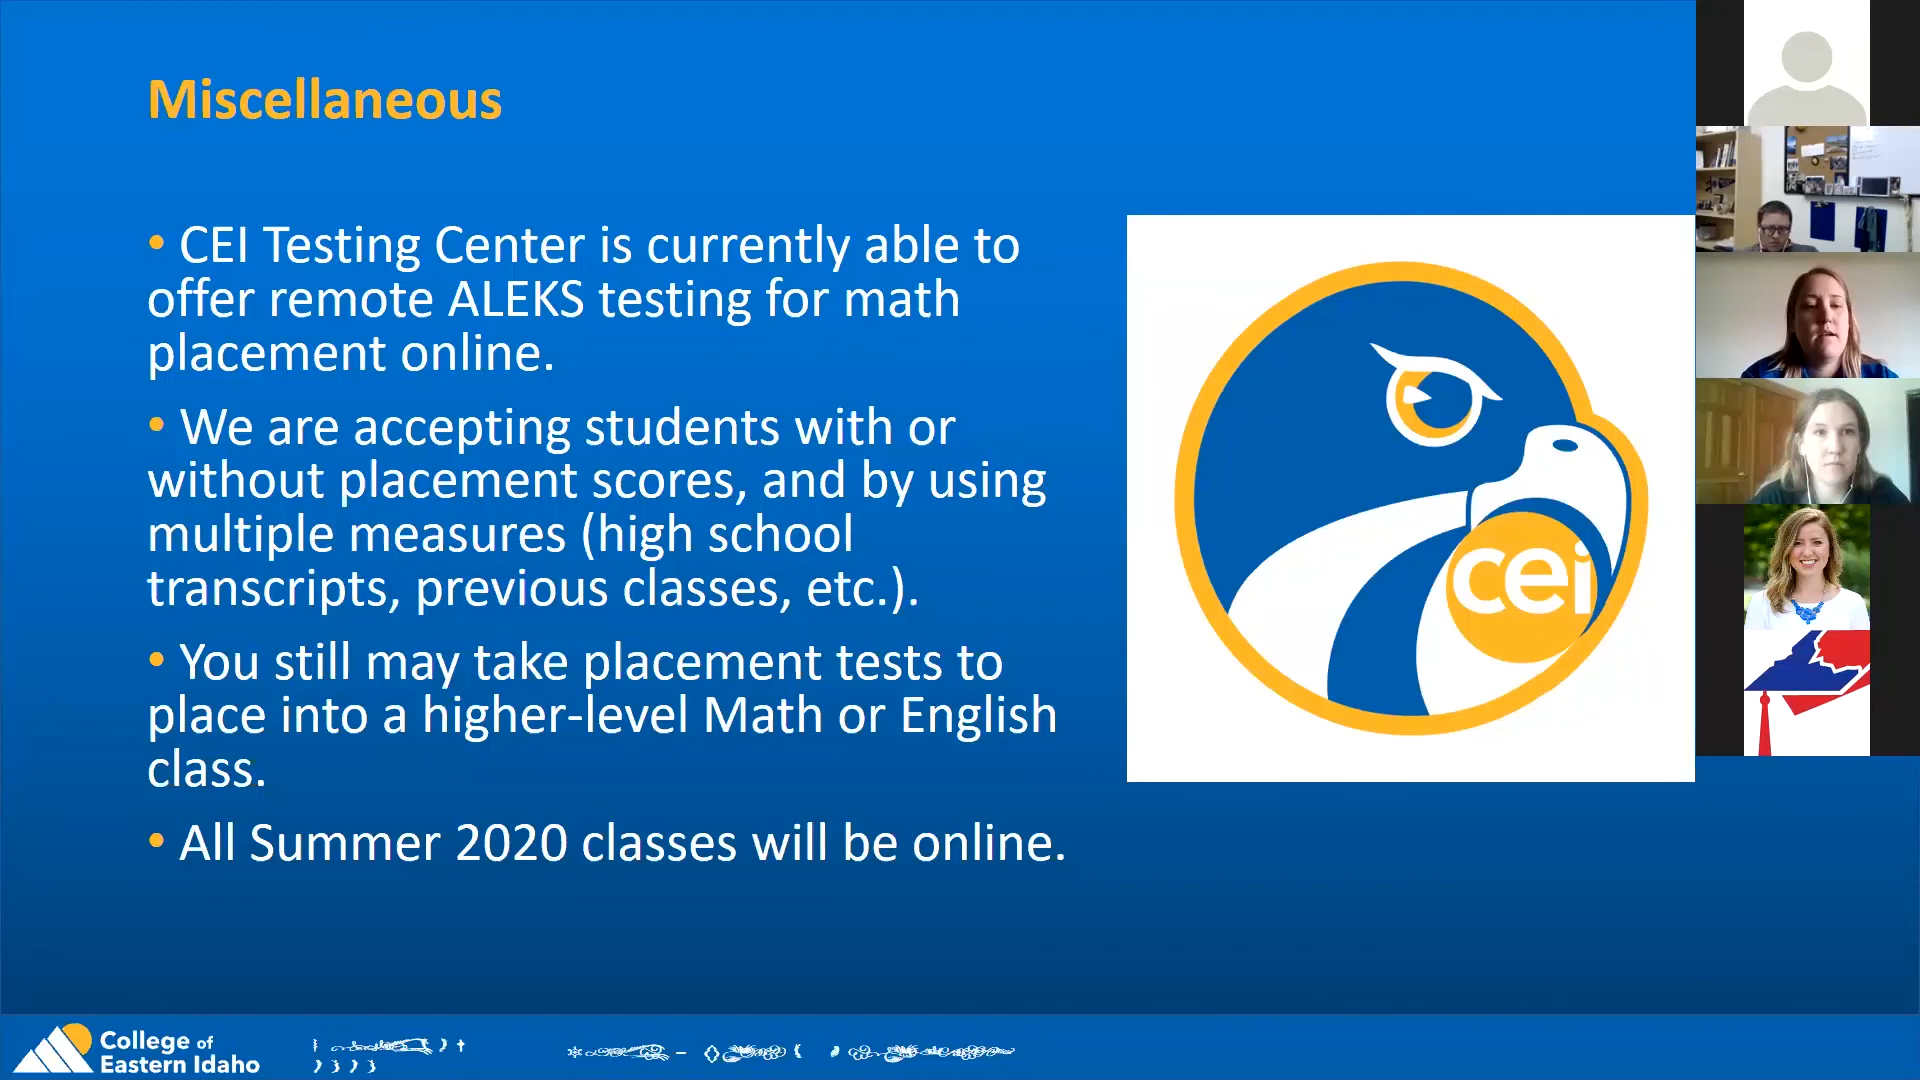 Miscellaneous
• CEI Testing Center is currently able to
offer remote ALEKS testing for math
placement online.
• We are accepting students with or
without placement scores, and by using
multiple measures (high school
transcripts, previous classes, etc.).
• You still may take placement tests to
place into a higher-level Math or English
class.
• All Summer 2020 classes will be online.
cei
College of
Eastern Idaho